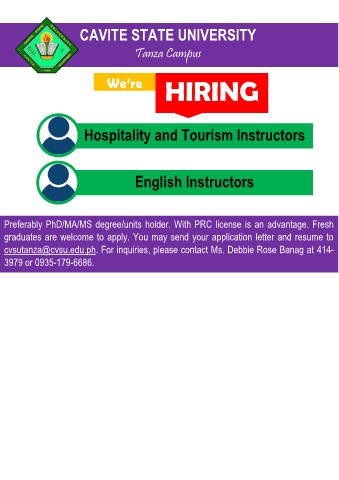 CAVITE STATE UNIVERSITY
Tanza Campus
We're
HIRING
Hospitality and Tourism Instructors
English Instructors
Preferably PhD/MA/MS degree/units holder. With PRC license is an advantage. Fresh
graduates are welcome to apply. You may send your application letter and resume to
cvsutanza@cvsu.edu.ph. For inquiries, please contact Ms. Debbie Rose Banag at 414-
3979 or 0935-179-6686.